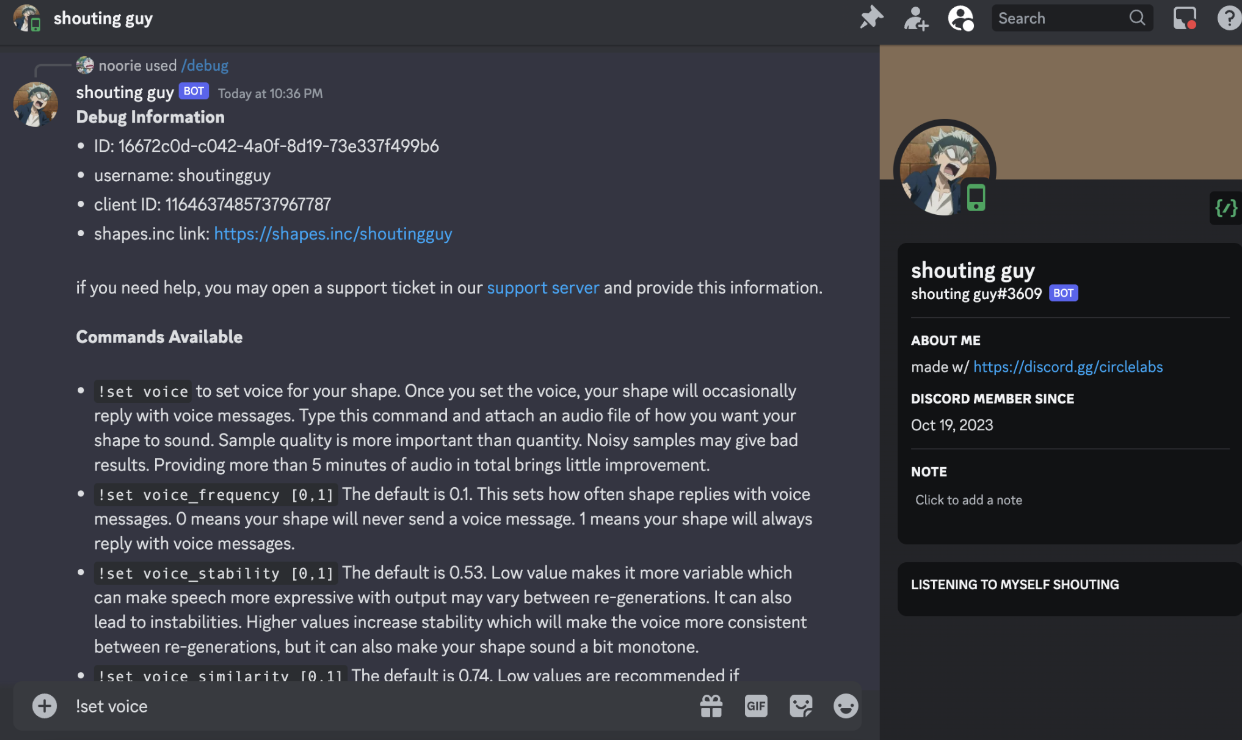 shouting guy
Search
noorie used /debug
shouting guy BOT Today at 10:36 PM
Debug Information
• ID: 16672c0d-c042-4a0f-8d19-73e337f499b6
• username: shoutingguy
• client ID: 1164637485737967787
• shapes.inc link: https://shapes.inc/shoutingguy
if you need help, you may open a support ticket in our support server and provide this information.
Commands Available
• !set voice to set voice for your shape. Once you set the voice, your shape will occasionally
reply with voice messages. Type this command and attach an audio file of how you want your
shape to sound. Sample quality is more important than quantity. Noisy samples may give bad
results. Providing more than 5 minutes of audio in total brings little improvement.
• !set voice_frequency [0,1] The default is 0.1. This sets how often shape replies with voice
messages. 0 means your shape will never send a voice message. 1 means your shape will always
reply with voice messages.
• !set voice_stability [0,1] The default is 0.53. Low value makes it more variable which
can make speech more expressive with output may vary between re-generations. It can also
lead to instabilities. Higher values increase stability which will make the voice more consistent
between re-generations, but it can also make your shape sound a bit monotone.
• !set voice_similarity [0,1] The default is 0.74. Low values are recommended if
!set voice
GIF
{/}
shouting guy
shouting guy#3609 BOT
ABOUT ME
made w/ https://discord.gg/circlelabs
DISCORD MEMBER SINCE
Oct 19, 2023
NOTE
Click to add a note
LISTENING TO MYSELF SHOUTING